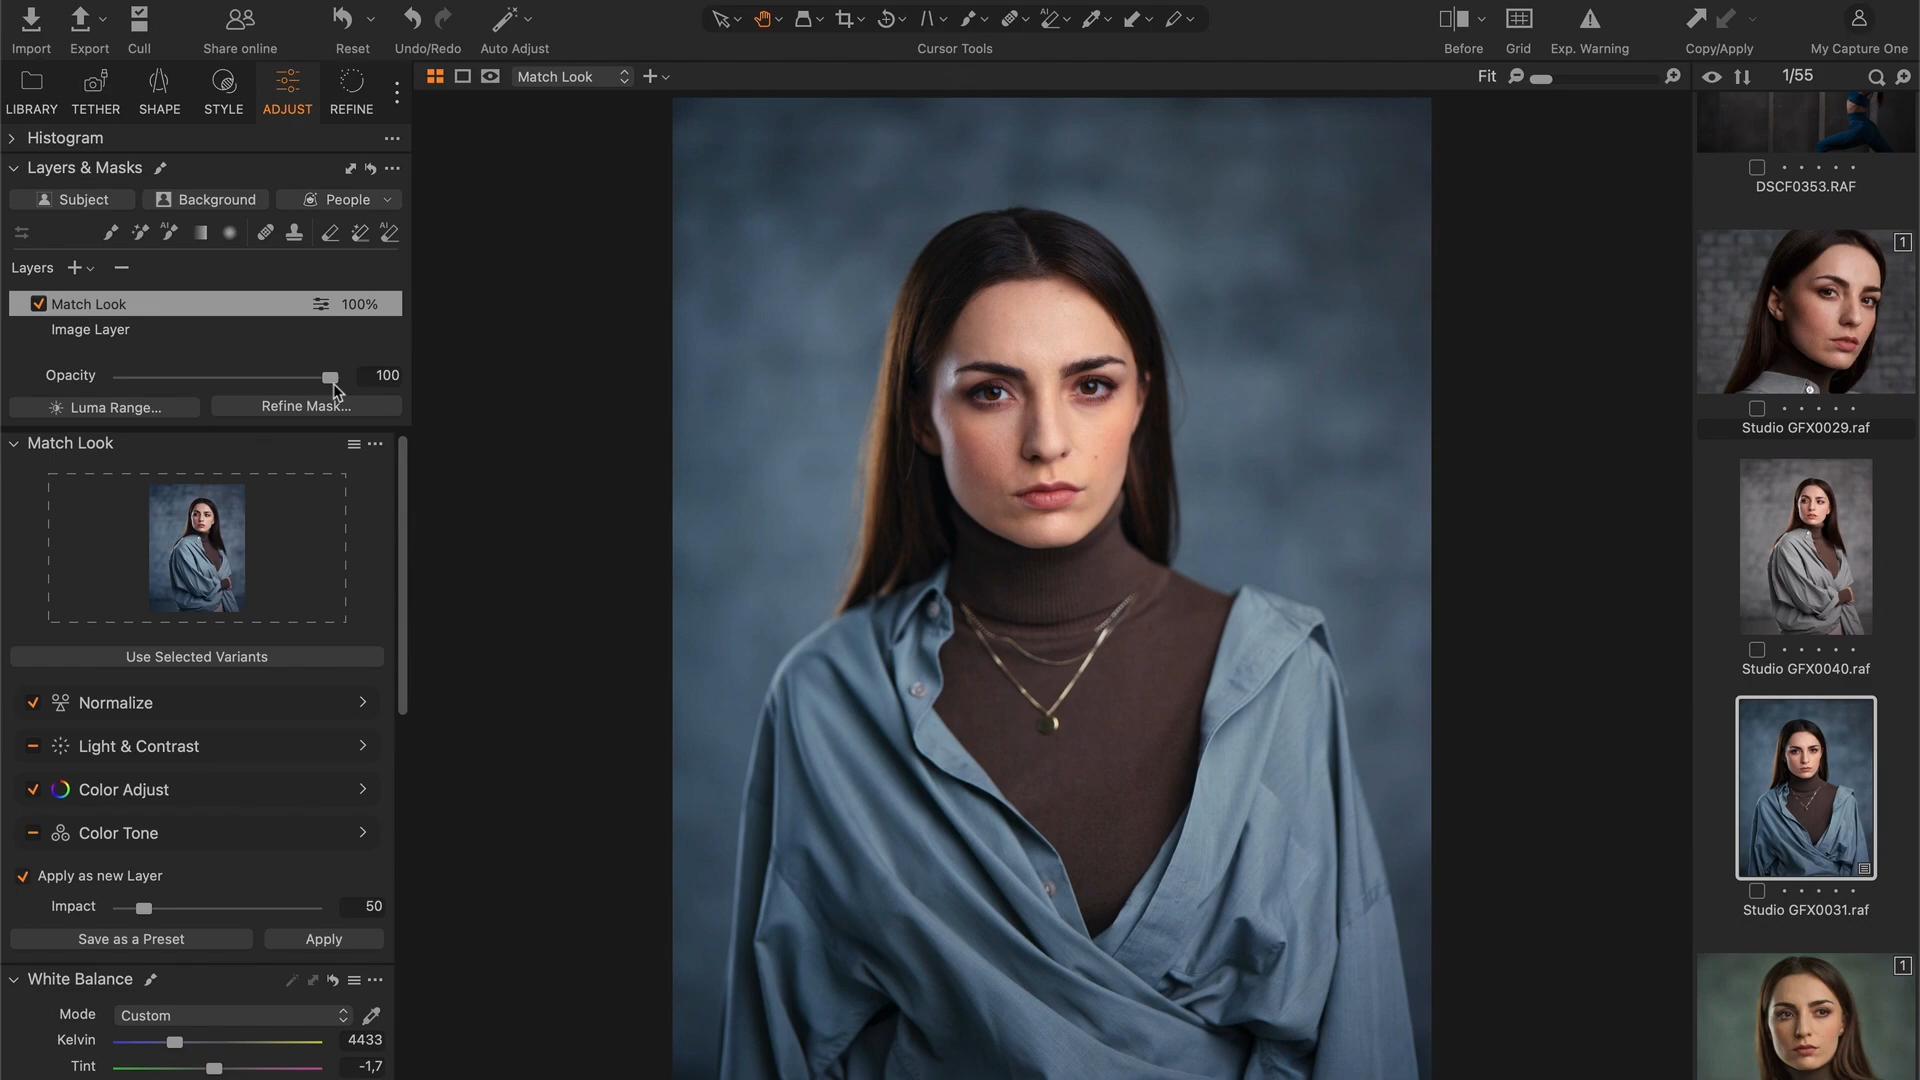 Import
Export
Cull
Share online
Reset
Undo/Redo
Auto Adjust
Cursor Tools
Before
Grid
Exp. Warning
Copy/Apply
My Capture One
LIBRARY
TETHER
SHAPE
STYLE
ADJUST
REFINE
Match Look
Fit
1/55
Histogram
Layers & Masks
Subject
Background
People
AI
AI
Layers
Match Look 100%
Image Layer
Opacity 100
Luma Range...
Refine Mask...
Match Look
Use Selected Variants
Normalize
Light & Contrast
Color Adjust
Color Tone
Apply as new Layer
Impact 50
Save as a Preset
Apply
White Balance
Mode Custom
Kelvin 4433
Tint -1,7
DSCF0353.RAF
1
Studio GFX0029.raf
Studio GFX0040.raf
Studio GFX0031.raf
1